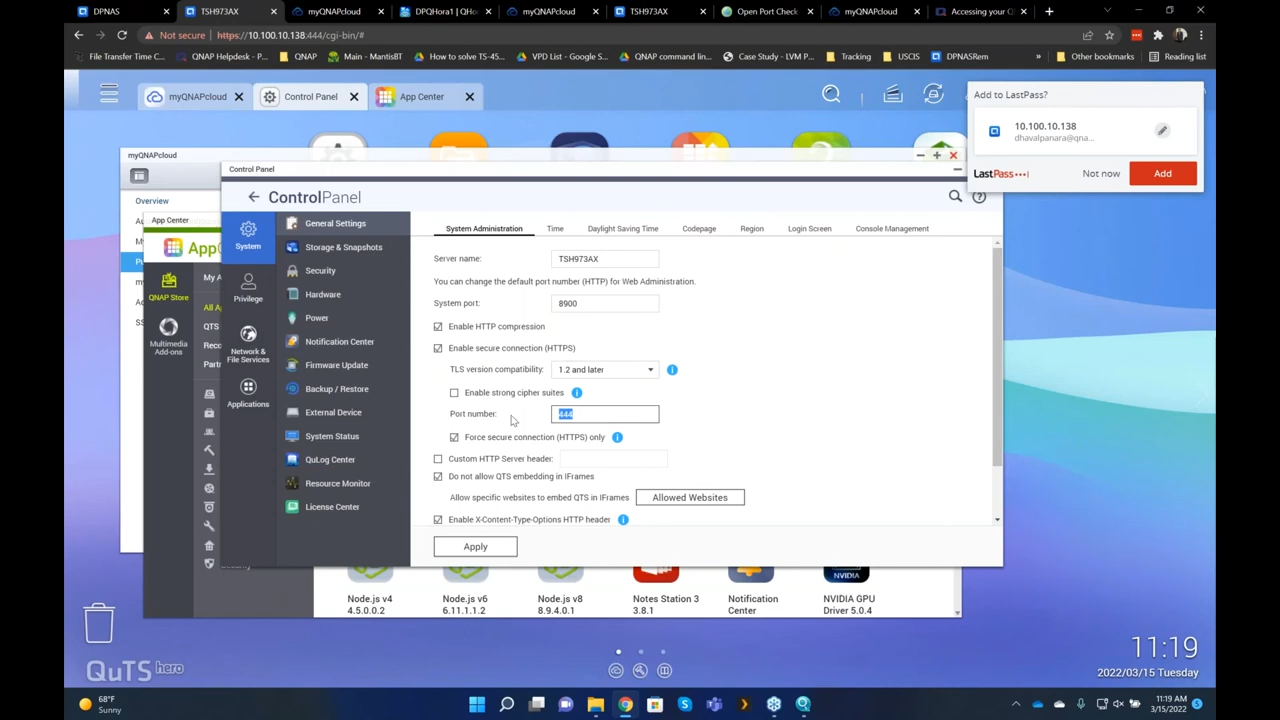 DPNAS
TSH973AX
myQNAPcloud
DPQHora1 | QHo
myQNAPcloud
TSH973AX
Open Port Check
myQNAPcloud
Accessing your Q
Not secure | https://10.100.10.138:444/cgi-bin/#
File Transfer Time C...
QNAP Helpdesk - P...
QNAP
Main - MantisBT
How to solve TS-45...
VPD List - Google S...
QNAP command lin...
Case Study - LVM P...
Tracking
USCIS
DPNASRem
»
Other bookmarks
Reading list
myQNAPcloud
Control Panel
App Center
Add to LastPass?
10.100.10.138
dhavalpanara@qna...
LastPass
Not now
Add
myQNAPcloud
Overview
App Center
QNAP Store
Multimedia
Add-ons
My A
All A
QTS
Reco
Partr
Control Panel
ControlPanel
System
Privilege
Network &
File Services
Applications
General Settings
Storage & Snapshots
Security
Hardware
Power
Notification Center
Firmware Update
Backup / Restore
External Device
System Status
QuLog Center
Resource Monitor
License Center
System Administration
Time
Daylight Saving Time
Codepage
Region
Login Screen
Console Management
Server name:
TSH973AX
You can change the default port number (HTTP) for Web Administration.
System port:
8900
Enable HTTP compression
Enable secure connection (HTTPS)
TLS version compatibility:
1.2 and later
Enable strong cipher suites
Port number:
444
Force secure connection (HTTPS) only
Custom HTTP Server header:
Do not allow QTS embedding in IFrames
Allow specific websites to embed QTS in IFrames
Allowed Websites
Enable X-Content-Type-Options HTTP header
Apply
Node.js v4
4.5.0.0.2
Node.js v6
6.11.1.1.2
Node.js v8
8.9.4.0.1
Notes Station 3
3.8.1
Notification
Center
NVIDIA GPU
Driver 5.0.4
NVIDIA
QuTS hero
11:19
2022/03/15 Tuesday
68°F
Sunny
11:19 AM
3/15/2022